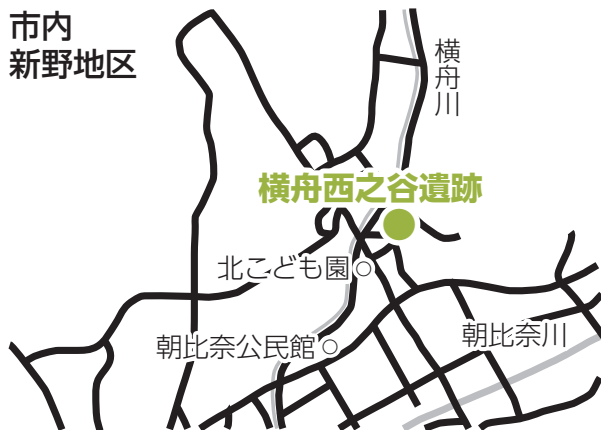 市内
新野地区
横舟川
横舟西之谷遺跡
北こども園
朝比奈川
朝比奈公民館